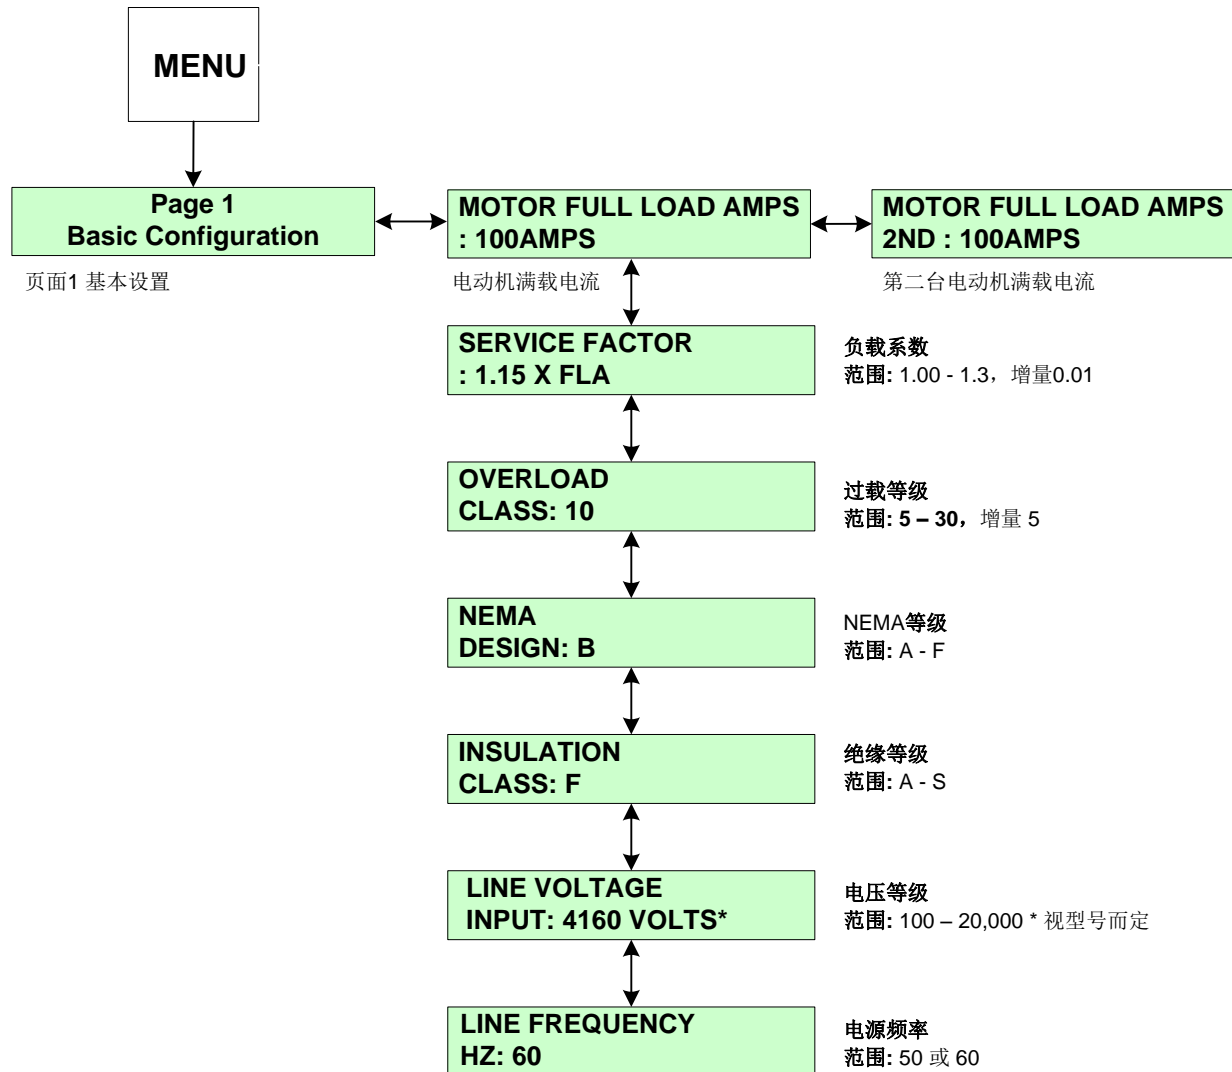 MENU
Page 1
Basic Configuration
页面1 基本设置
MOTOR FULL LOAD AMPS
: 100AMPS
电动机满载电流
MOTOR FULL LOAD AMPS
2ND : 100AMPS
第二台电动机满载电流
SERVICE FACTOR
: 1.15 X FLA
负载系数
范围: 1.00 - 1.3，增量0.01
OVERLOAD
CLASS: 10
过载等级
范围: 5 – 30，增量 5
NEMA
DESIGN: B
NEMA等级
范围: A - F
INSULATION
CLASS: F
绝缘等级
范围: A - S
LINE VOLTAGE
INPUT: 4160 VOLTS*
电压等级
范围: 100 – 20,000 * 视型号而定
LINE FREQUENCY
HZ: 60
电源频率
范围: 50 或 60